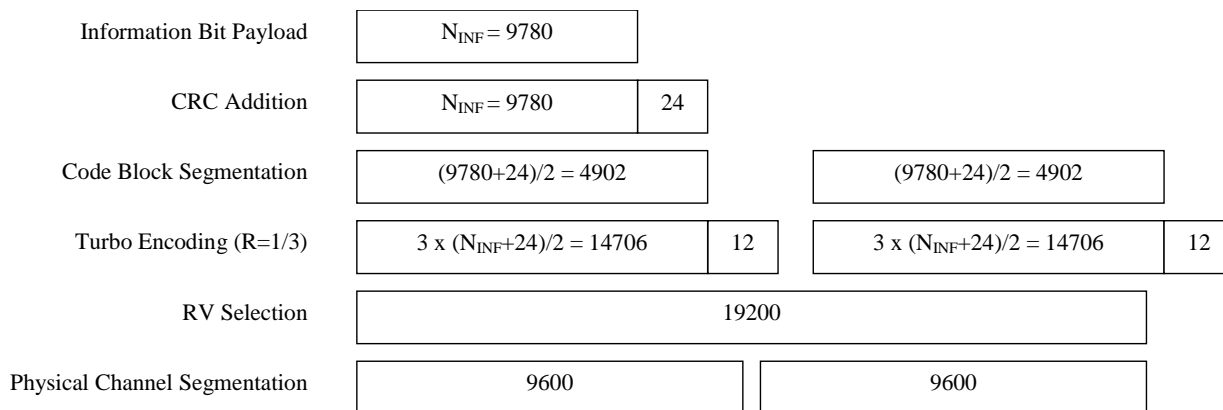 Information Bit Payload N_INF = 9780
CRC Addition N_INF = 9780 24
Code Block Segmentation (9780+24)/2 = 4902 (9780+24)/2 = 4902
Turbo Encoding (R=1/3) 3 x (N_INF+24)/2 = 14706 12 3 x (N_INF+24)/2 = 14706 12
RV Selection 19200
Physical Channel Segmentation 9600 9600